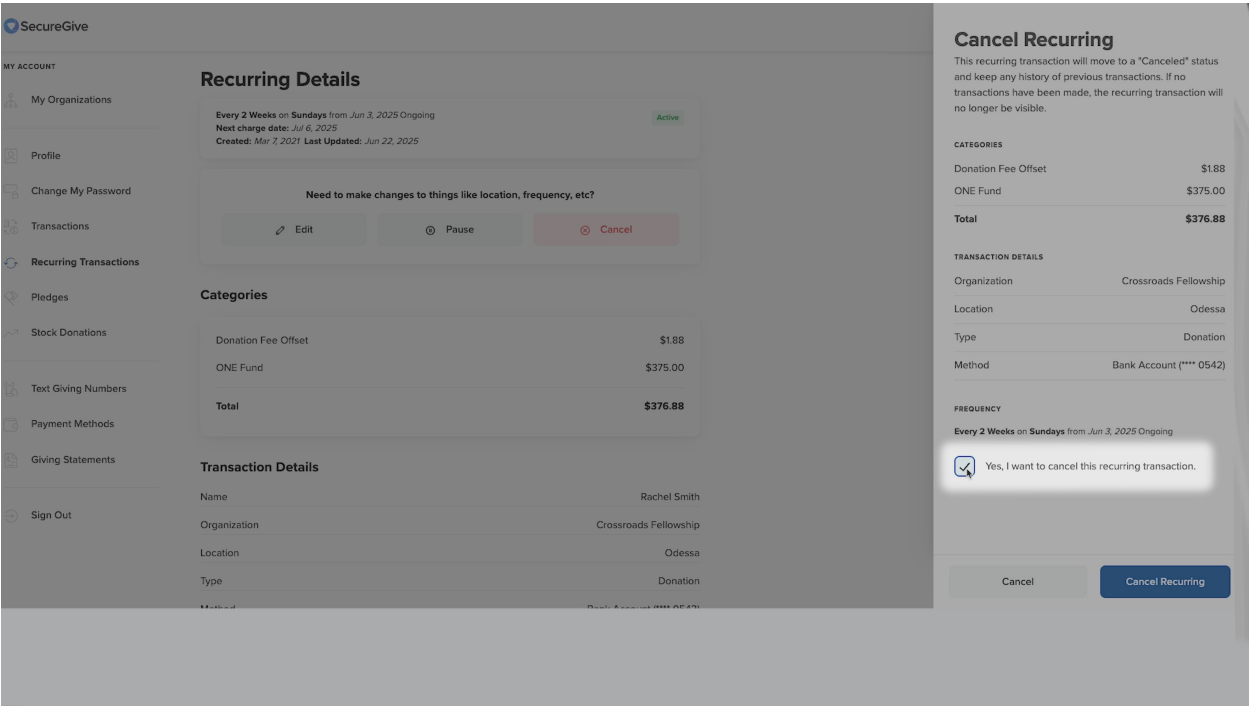 SecureGive
MY ACCOUNT
My Organizations
Profile
Change My Password
Transactions
Recurring Transactions
Pledges
Stock Donations
Text Giving Numbers
Payment Methods
Giving Statements
Sign Out
Recurring Details
Every 2 Weeks on Sundays from Jun 3, 2025 Ongoing
Active
Next charge date: Jul 6, 2025
Created: Mar 7, 2021 Last Updated: Jun 22, 2025
Need to make changes to things like location, frequency, etc?
Edit Pause Cancel
Categories
Donation Fee Offset $1.88
ONE Fund $375.00
Total $376.88
Transaction Details
Name Rachel Smith
Organization Crossroads Fellowship
Location Odessa
Type Donation
Method Bank Account (**** 0542)
Cancel Recurring
This recurring transaction will move to a "Canceled" status
and keep any history of previous transactions. If no
transactions have been made, the recurring transaction will
no longer be visible.
CATEGORIES
Donation Fee Offset $1.88
ONE Fund $375.00
Total $376.88
TRANSACTION DETAILS
Organization Crossroads Fellowship
Location Odessa
Type Donation
Method Bank Account (**** 0542)
FREQUENCY
Every 2 Weeks on Sundays from Jun 3, 2025 Ongoing
Yes, I want to cancel this recurring transaction.
Cancel Cancel Recurring